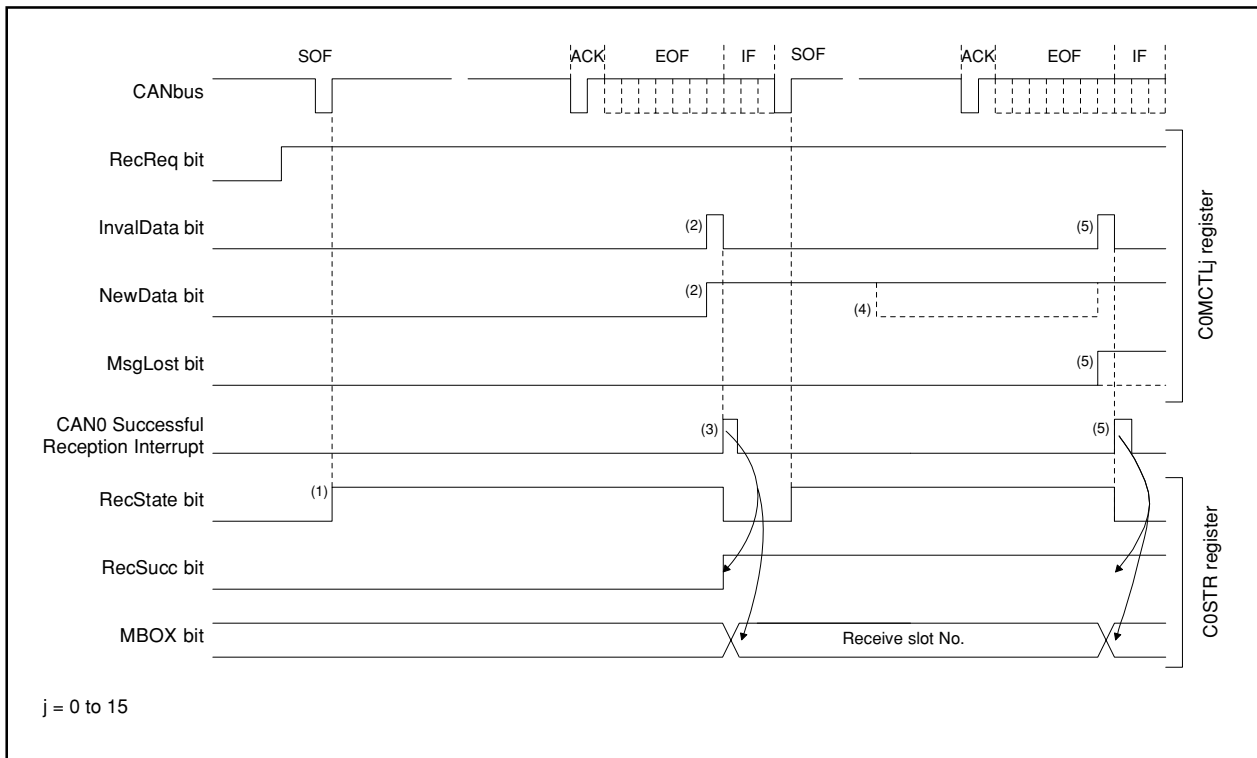 SOF ACK EOF IF SOF ACK EOF IF
CANbus
RecReq bit
InvalData bit (2) (5)
NewData bit (2) (4)
MsgLost bit (5)
C0MCTLj register
CAN0 Successful
Reception Interrupt (3) (5)
RecState bit (1)
RecSucc bit
MBOX bit Receive slot No.
C0STR register
j = 0 to 15